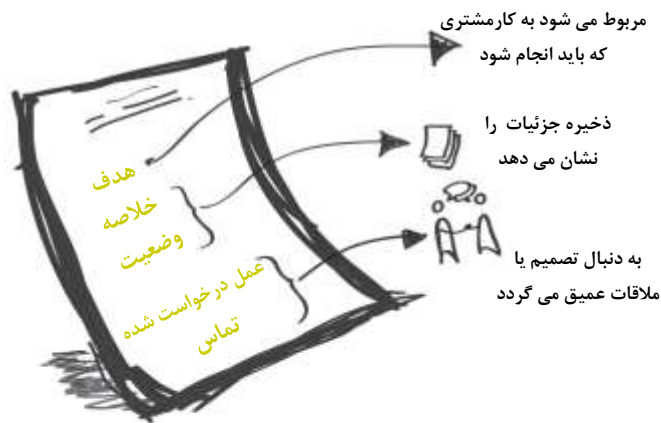 مربوط می شود به کارمشتری
که باید انجام شود
ذخیره جزئیات را
نشان می دهد
به دنبال تصمیم یا
ملاقات عمیق می گردد
هدف
خلاصه
وضعیت
عمل درخواست شده
تماس